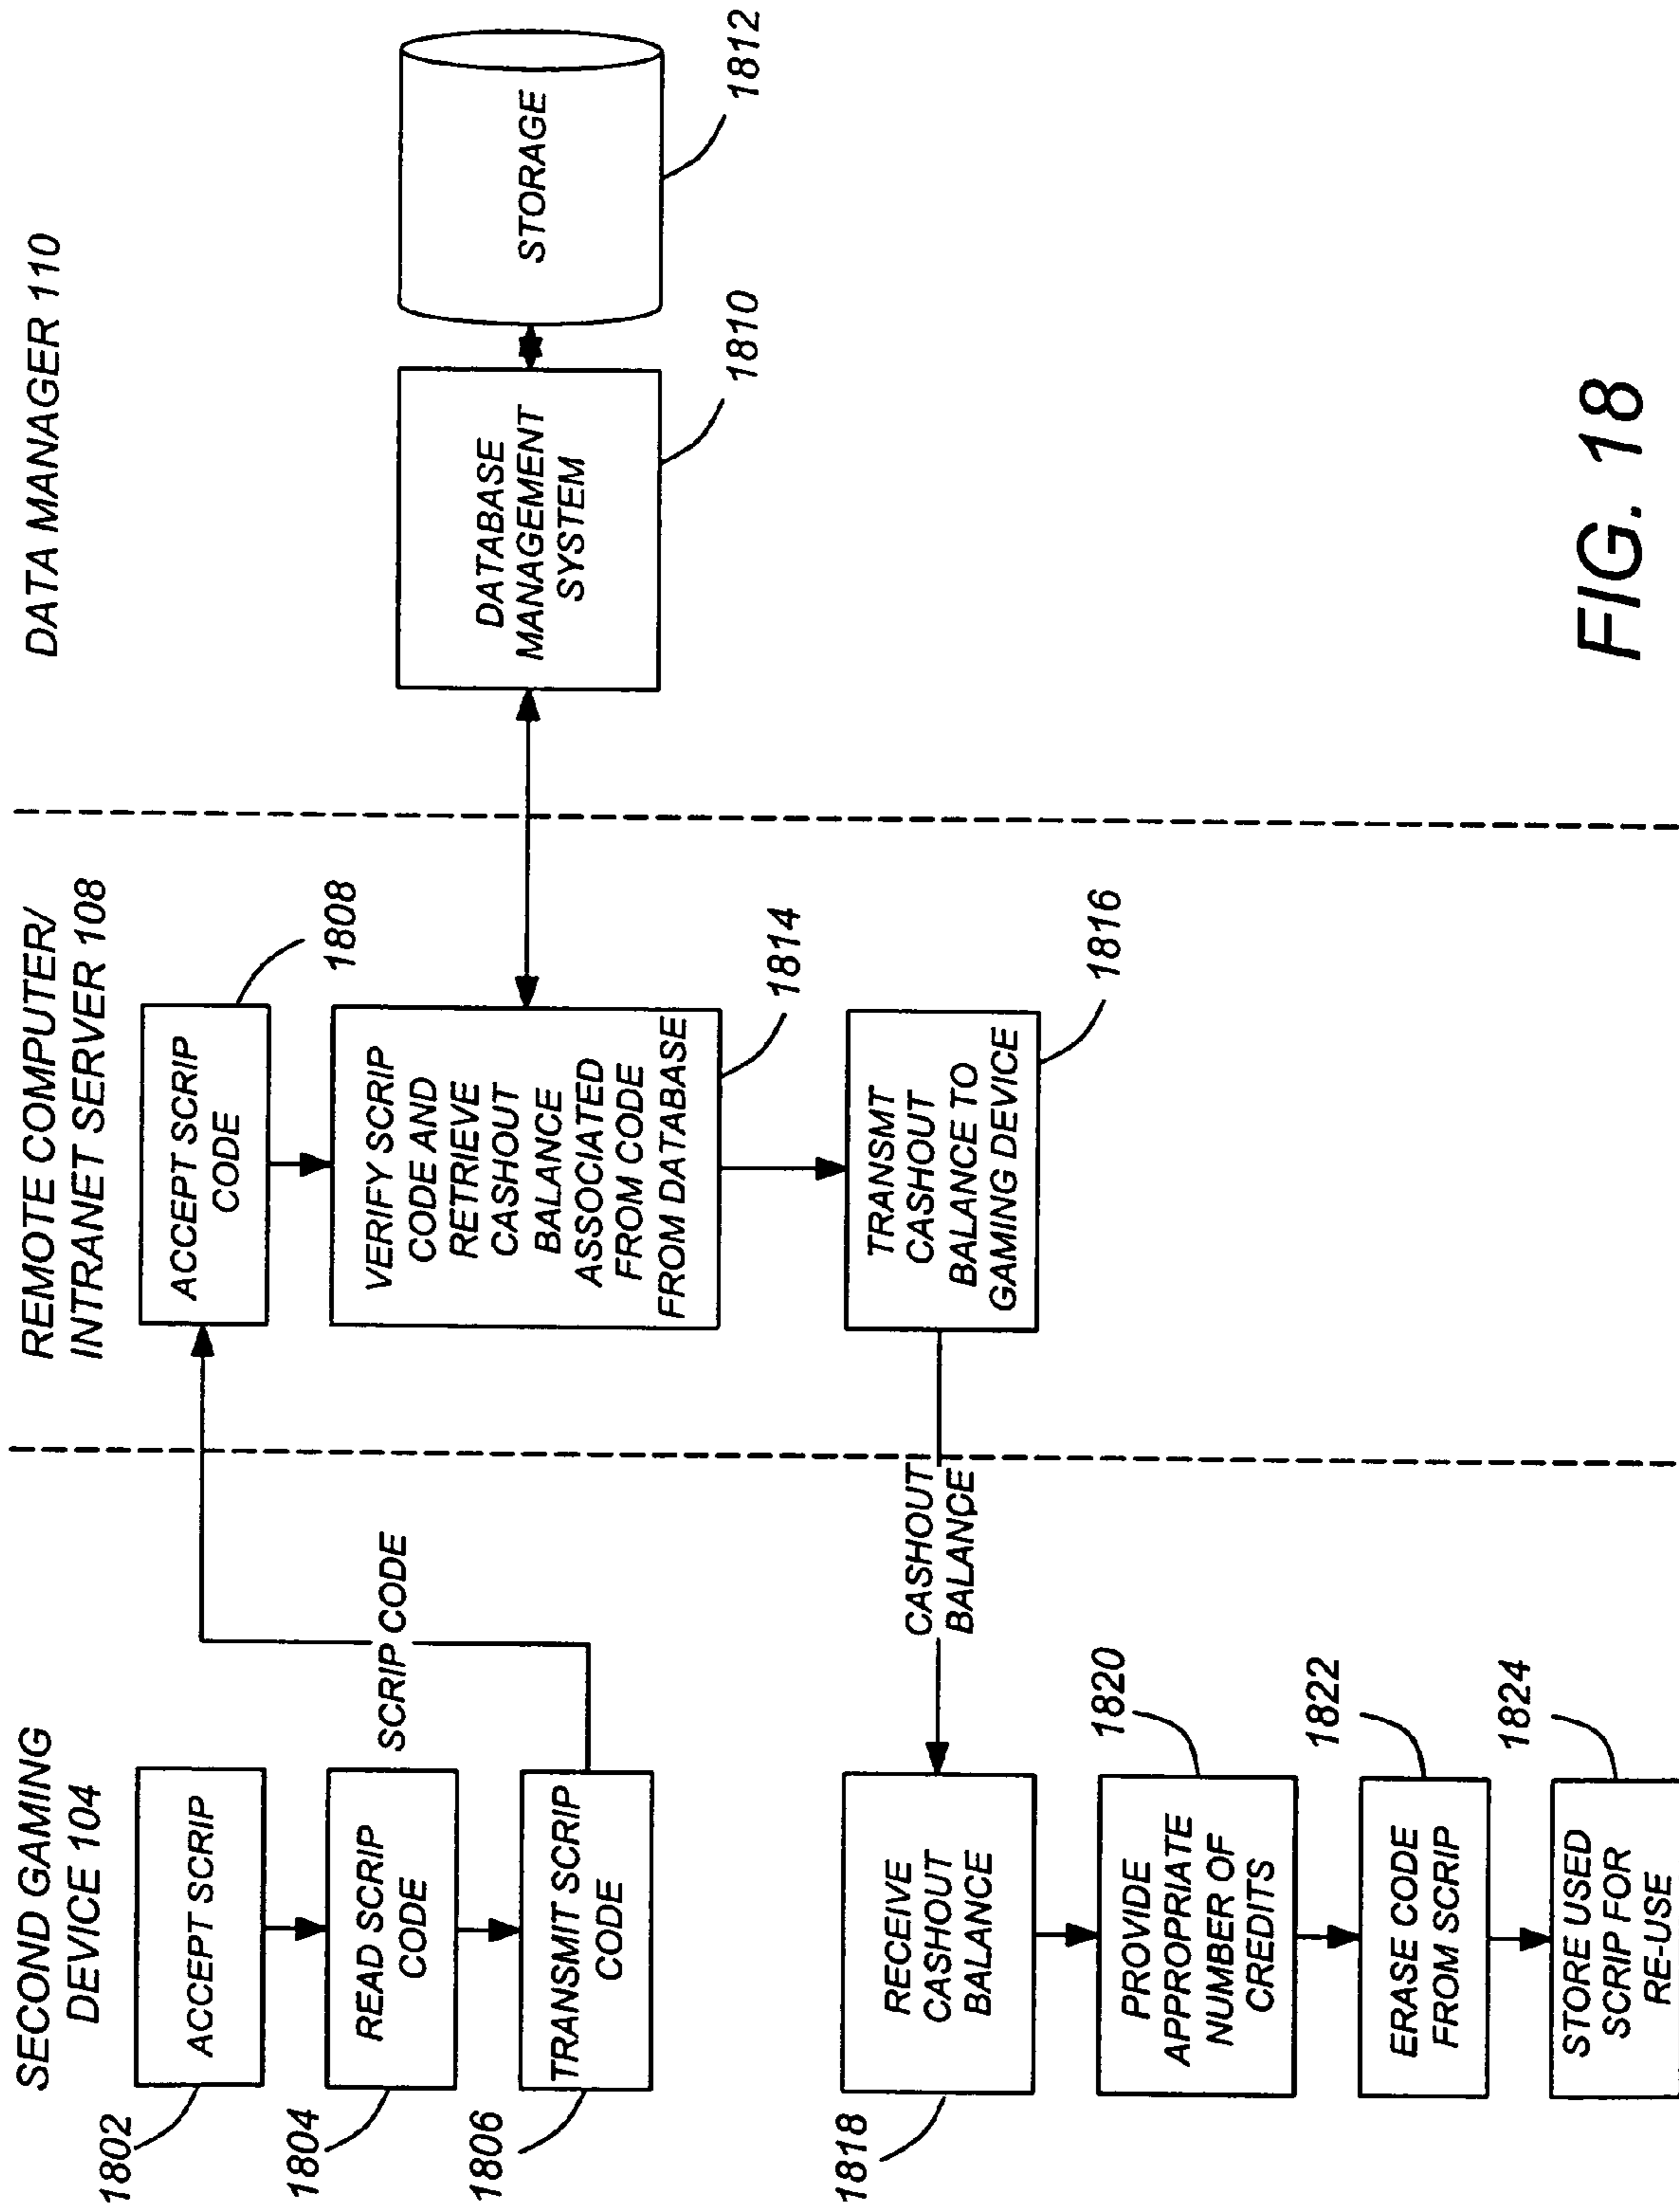 SECOND GAMING
DEVICE 104
1802
ACCEPT SCRIP
1804
READ SCRIP
CODE
1806
TRANSMIT SCRIP
CODE
SCRIP CODE
1818
RECEIVE
CASHOUT
BALANCE
1820
PROVIDE
APPROPRIATE
NUMBER OF
CREDITS
1822
ERASE CODE
FROM SCRIP
1824
STORE USED
SCRIP FOR
RE-USE
CASHOUT
BALANCE
REMOTE COMPUTER/
INTRANET SERVER 108
ACCEPT SCRIP
CODE
1808
VERIFY SCRIP
CODE AND
RETRIEVE
CASHOUT
BALANCE
ASSOCIATED
FROM CODE
FROM DATABASE
1814
TRANSMT
CASHOUT
BALANCE TO
GAMING DEVICE
1816
DATA MANAGER 110
DATABASE
MANAGEMENT
SYSTEM
1810
STORAGE
1812
FIG. 18